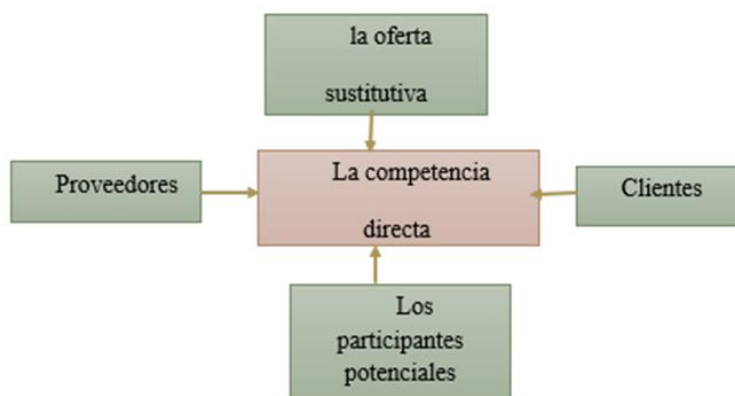 la oferta
sustitutiva
Proveedores
La competencia
directa
Clientes
Los
participantes
potenciales